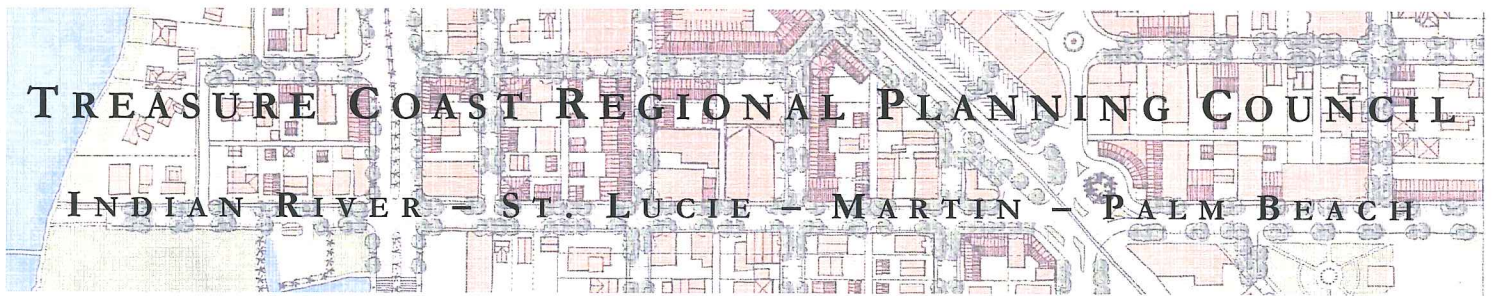 TREASURE COAST REGIONAL PLANNING COUNCIL
INDIAN RIVER – ST. LUCIE – MARTIN – PALM BEACH